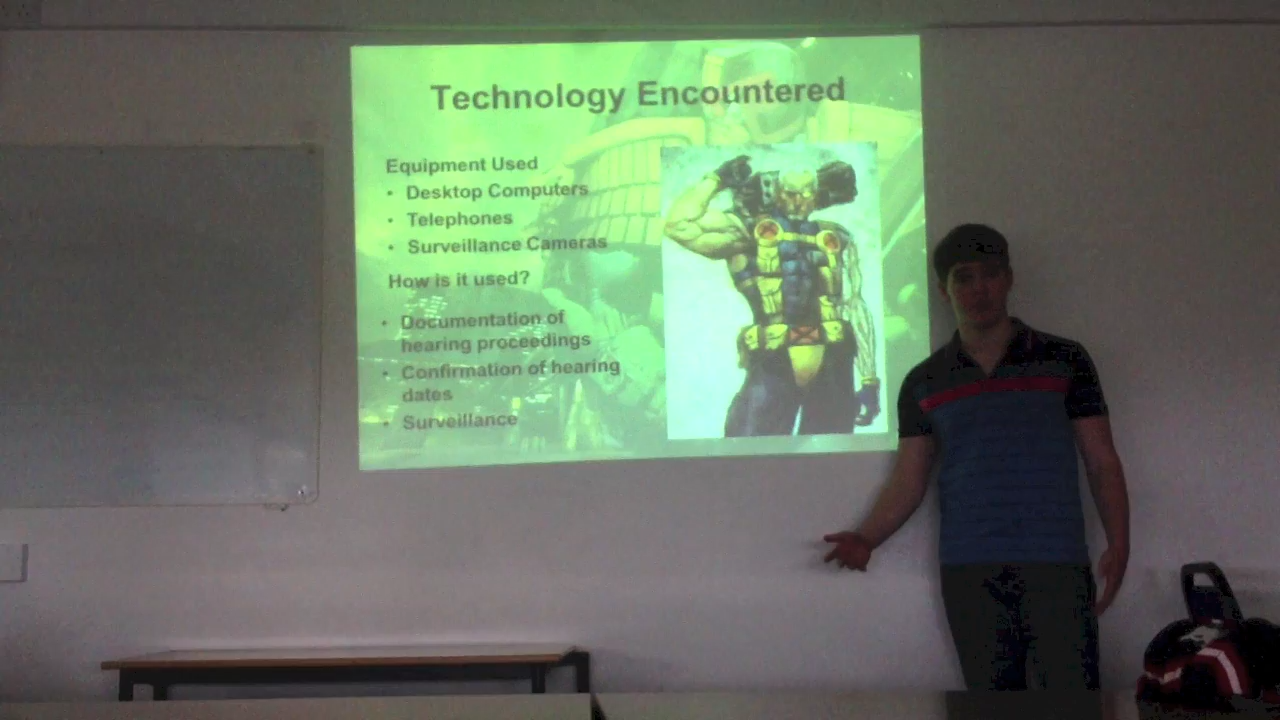 Technology Encountered
Equipment Used
• Desktop Computers
• Telephones
• Surveillance Cameras
How is it used?
• Documentation of
hearing proceedings
• Confirmation of hearing
dates
• Surveillance